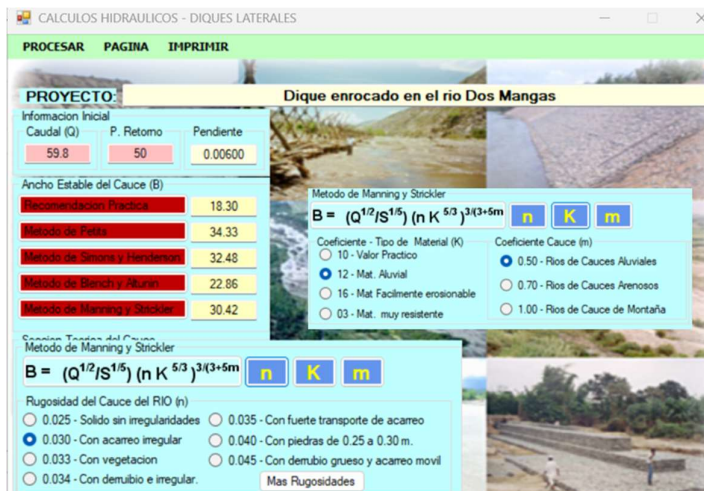 CALCULOS HIDRAULICOS - DIQUES LATERALES
PROCESAR PAGINA IMPRIMIR
PROYECTO: Dique enrocado en el rio Dos Mangas
Informacion Inicial
Caudal (Q) P. Retorno Pendiente
59.8 50 0.00600
Ancho Estable del Cauce (B)
Recomendacion Practica 18.30
Metodo de Petits 34.33
Metodo de Simons y Henderson 32.48
Metodo de Blench y Altunin 22.86
Metodo de Manning y Strickler 30.42
Metodo de Manning y Strickler
B = (Q^1/2/S^1/5) (n K^5/3)^3/(3+5m) n K m
Coeficiente - Tipo de Material (K)
10 - Valor Practico
12 - Mat. Aluvial
16 - Mat Facilmente erosionable
03 - Mat. muy resistente
Coeficiente Cauce (m)
0.50 - Rios de Cauces Aluviales
0.70 - Rios de Cauces Arenosos
1.00 - Rios de Cauce de Montaña
Seccion Teorica del Cauce
Metodo de Manning y Strickler
B = (Q^1/2/S^1/5) (n K^5/3)^3/(3+5m) n K m
Rugosidad del Cauce del RIO (n)
0.025 - Solido sin irregularidades
0.030 - Con acarreo irregular
0.033 - Con vegetacion
0.034 - Con derrubio e irregular.
0.035 - Con fuerte transporte de acarreo
0.040 - Con piedras de 0.25 a 0.30 m.
0.045 - Con derrubio grueso y acarreo movil
Mas Rugosidades